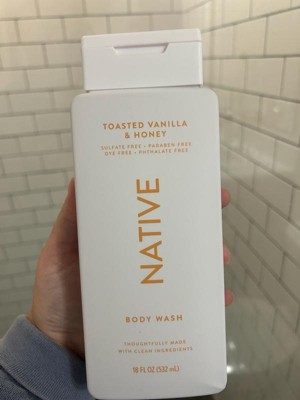 TOASTED VANILLA
& HONEY
SULFATE FREE • PARABEN FREE
DYE FREE • PHTHALATE FREE
NATIVE
BODY WASH
THOUGHTFULLY MADE
WITH CLEAN INGREDIENTS
18 FL OZ (532 mL)